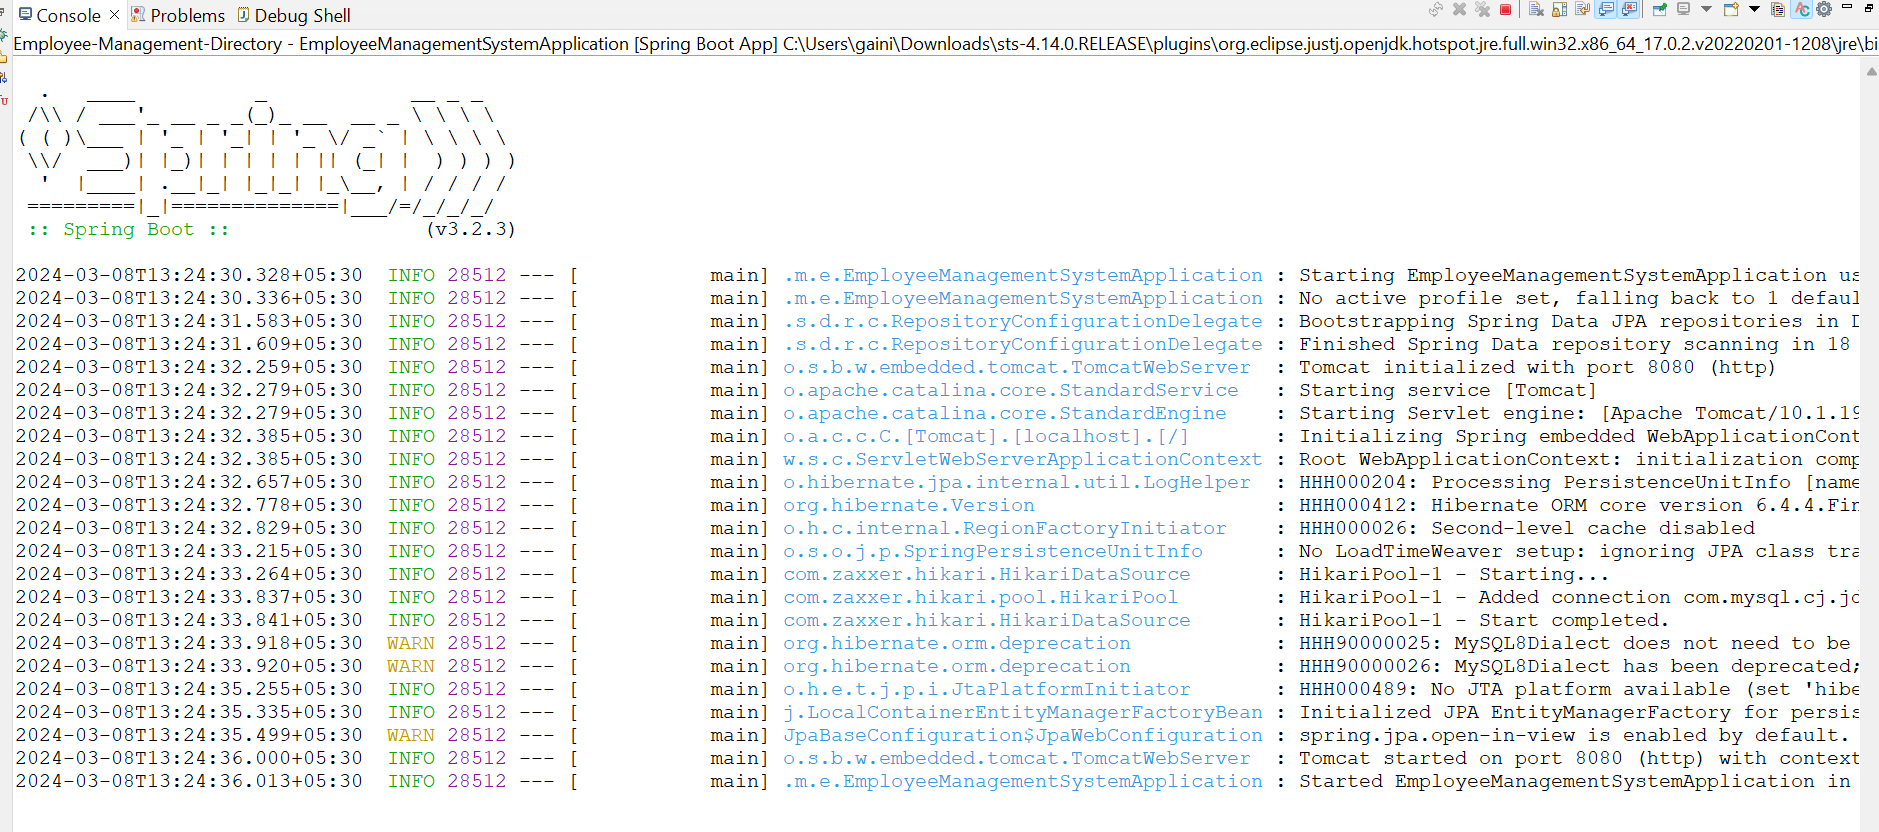 Console Problems Debug Shell
Employee-Management-Directory - EmployeeManagementSystemApplication [Spring Boot App] C:\Users\gaini\Downloads\sts-4.14.0.RELEASE\plugins\org.eclipse.justj.openjdk.hotspot.jre.full.win32.x86_64_17.0.2.v20220201-1208\jre\bi
  .   ____          _            __ _ _
 /\\ / ___'_ __ _ _(_)_ __  __ _ \ \ \ \
( ( )\___ | '_ | '_| | '_ \/ _` | \ \ \ \
 \\/  ___)| |_)| | | | | || (_| |  ) ) ) )
  '  |____| .__|_| |_|_| |_\__, | / / / /
 =========|_|==============|___/=/_/_/_/
 :: Spring Boot ::                (v3.2.3)
2024-03-08T13:24:30.328+05:30  INFO 28512 --- [           main] .m.e.EmployeeManagementSystemApplication : Starting EmployeeManagementSystemApplication us
2024-03-08T13:24:30.336+05:30  INFO 28512 --- [           main] .m.e.EmployeeManagementSystemApplication : No active profile set, falling back to 1 defaul
2024-03-08T13:24:31.583+05:30  INFO 28512 --- [           main] .s.d.r.c.RepositoryConfigurationDelegate : Bootstrapping Spring Data JPA repositories in D
2024-03-08T13:24:31.609+05:30  INFO 28512 --- [           main] .s.d.r.c.RepositoryConfigurationDelegate : Finished Spring Data repository scanning in 18
2024-03-08T13:24:32.259+05:30  INFO 28512 --- [           main] o.s.b.w.embedded.tomcat.TomcatWebServer  : Tomcat initialized with port 8080 (http)
2024-03-08T13:24:32.279+05:30  INFO 28512 --- [           main] o.apache.catalina.core.StandardService   : Starting service [Tomcat]
2024-03-08T13:24:32.279+05:30  INFO 28512 --- [           main] o.apache.catalina.core.StandardEngine    : Starting Servlet engine: [Apache Tomcat/10.1.19
2024-03-08T13:24:32.385+05:30  INFO 28512 --- [           main] o.a.c.c.C.[Tomcat].[localhost].[/]       : Initializing Spring embedded WebApplicationCont
2024-03-08T13:24:32.385+05:30  INFO 28512 --- [           main] w.s.c.ServletWebServerApplicationContext : Root WebApplicationContext: initialization comp
2024-03-08T13:24:32.657+05:30  INFO 28512 --- [           main] o.hibernate.jpa.internal.util.LogHelper  : HHH000204: Processing PersistenceUnitInfo [name
2024-03-08T13:24:32.778+05:30  INFO 28512 --- [           main] org.hibernate.Version                    : HHH000412: Hibernate ORM core version 6.4.4.Fin
2024-03-08T13:24:32.829+05:30  INFO 28512 --- [           main] o.h.c.internal.RegionFactoryInitiator    : HHH000026: Second-level cache disabled
2024-03-08T13:24:33.215+05:30  INFO 28512 --- [           main] o.s.o.j.p.SpringPersistenceUnitInfo      : No LoadTimeWeaver setup: ignoring JPA class tra
2024-03-08T13:24:33.264+05:30  INFO 28512 --- [           main] com.zaxxer.hikari.HikariDataSource       : HikariPool-1 - Starting...
2024-03-08T13:24:33.837+05:30  INFO 28512 --- [           main] com.zaxxer.hikari.pool.HikariPool        : HikariPool-1 - Added connection com.mysql.cj.jd
2024-03-08T13:24:33.841+05:30  INFO 28512 --- [           main] com.zaxxer.hikari.HikariDataSource       : HikariPool-1 - Start completed.
2024-03-08T13:24:33.918+05:30  WARN 28512 --- [           main] org.hibernate.orm.deprecation            : HHH90000025: MySQL8Dialect does not need to be
2024-03-08T13:24:33.920+05:30  WARN 28512 --- [           main] org.hibernate.orm.deprecation            : HHH90000026: MySQL8Dialect has been deprecated;
2024-03-08T13:24:35.255+05:30  INFO 28512 --- [           main] o.h.e.t.j.p.i.JtaPlatformInitiator       : HHH000489: No JTA platform available (set 'hibe
2024-03-08T13:24:35.335+05:30  INFO 28512 --- [           main] j.LocalContainerEntityManagerFactoryBean : Initialized JPA EntityManagerFactory for persis
2024-03-08T13:24:35.499+05:30  WARN 28512 --- [           main] JpaBaseConfiguration$JpaWebConfiguration : spring.jpa.open-in-view is enabled by default.
2024-03-08T13:24:36.000+05:30  INFO 28512 --- [           main] o.s.b.w.embedded.tomcat.TomcatWebServer  : Tomcat started on port 8080 (http) with context
2024-03-08T13:24:36.013+05:30  INFO 28512 --- [           main] .m.e.EmployeeManagementSystemApplication : Started EmployeeManagementSystemApplication in